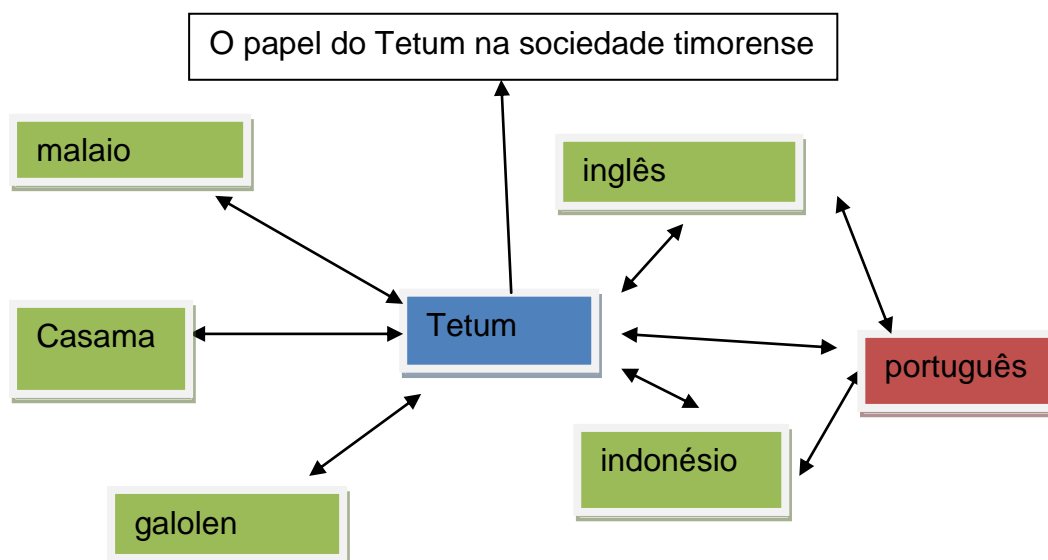 O papel do Tetum na sociedade timorense
malaio
inglês
Casama
Tetum
português
indonésio
galolen